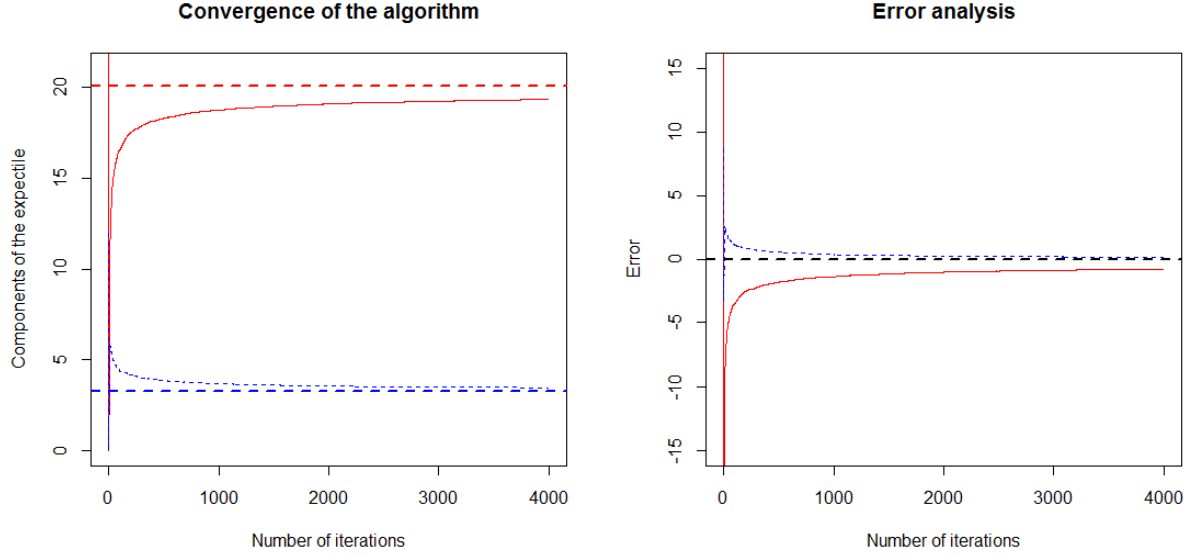 Convergence of the algorithm
Components of the expectile
20
15
10
5
0
0 1000 2000 3000 4000
Number of iterations
Error analysis
Error
15
10
5
0
-5
-10
-15
0 1000 2000 3000 4000
Number of iterations